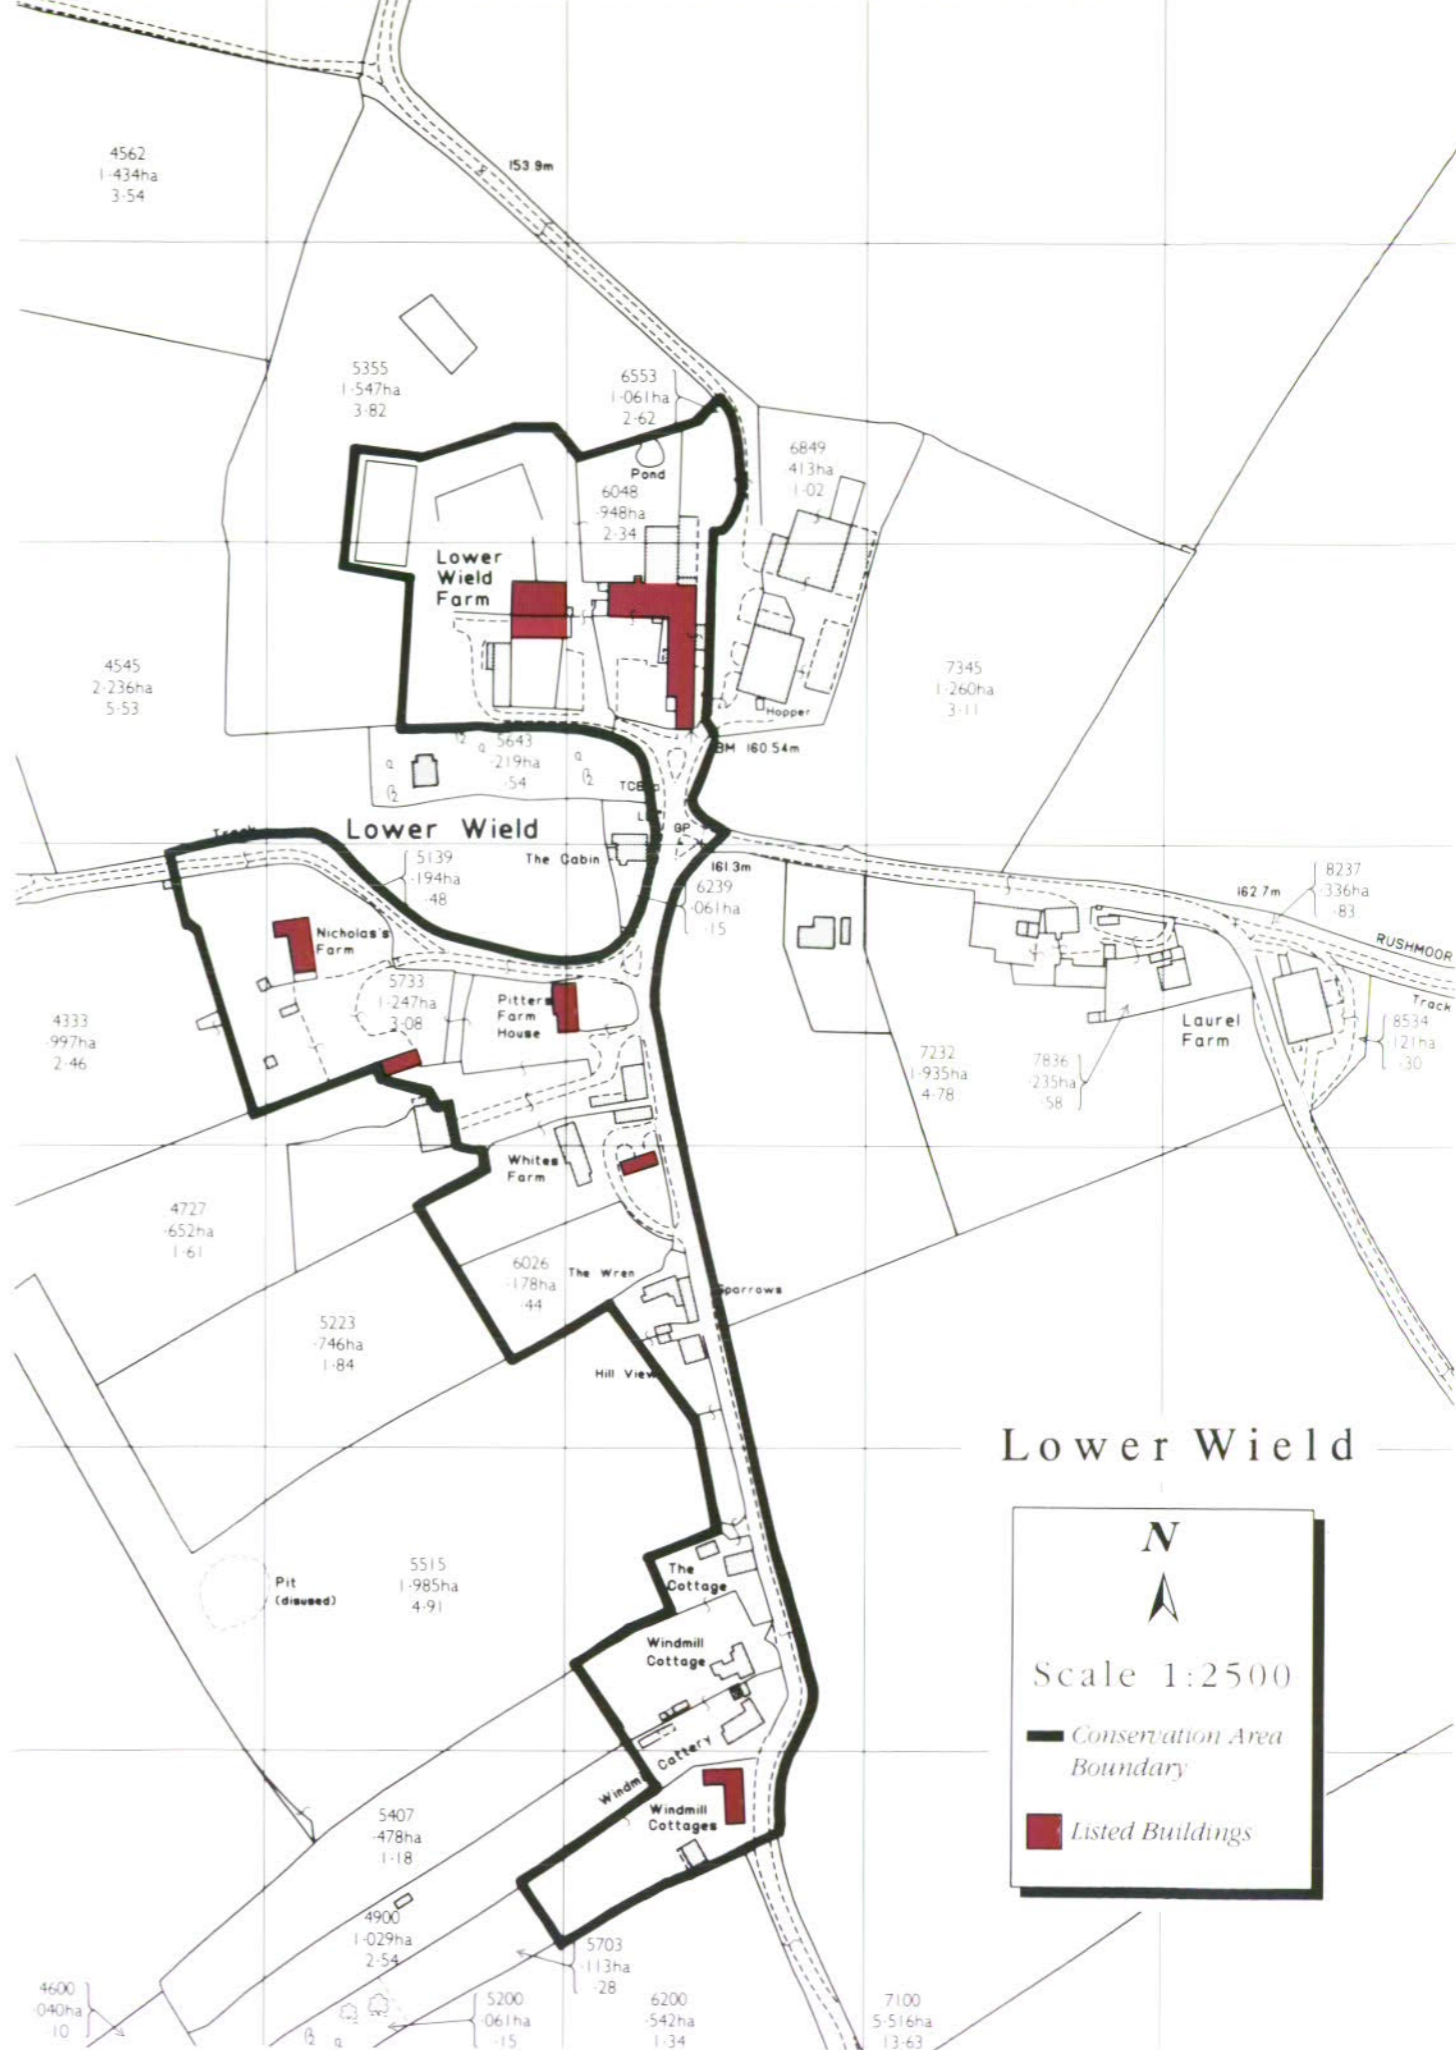 4562
1·434ha
3·54
153.9m
5355
1·547ha
3·82
6553
1·061ha
2·62
6849
413ha
1·02
Pond
6048
·948ha
2·34
Lower
Wield
Farm
4545
2·236ha
5·53
7345
1·260ha
3·11
Hopper
BM 160.54m
5643
·219ha
·54
TCB
Track
Lower Wield
GP
The Cabin
161.3m
5139
·194ha
·48
6239
·061ha
·15
162.7m
8237
·336ha
·83
RUSHMOOR
Track
Nicholas's
Farm
5733
1·247ha
3·08
Pitters
Farm
House
4333
·997ha
2·46
Laurel
Farm
8534
·121ha
·30
7232
1·935ha
4·78
7836
·235ha
·58
Whites
Farm
4727
·652ha
1·61
6026
·178ha
·44
The Wren
Sparrows
5223
·746ha
1·84
Hill View
Lower Wield
N
Scale 1:2500
Conservation Area
Boundary
Listed Buildings
Pit
(disused)
5515
1·985ha
4·91
The
Cottage
Windmill
Cottage
Cattery
Windmill
Cottages
5407
·478ha
1·18
4900
1·029ha
2·54
5703
·113ha
·28
4600
·040ha
·10
5200
·061ha
·15
6200
·542ha
1·34
7100
5·516ha
13·63